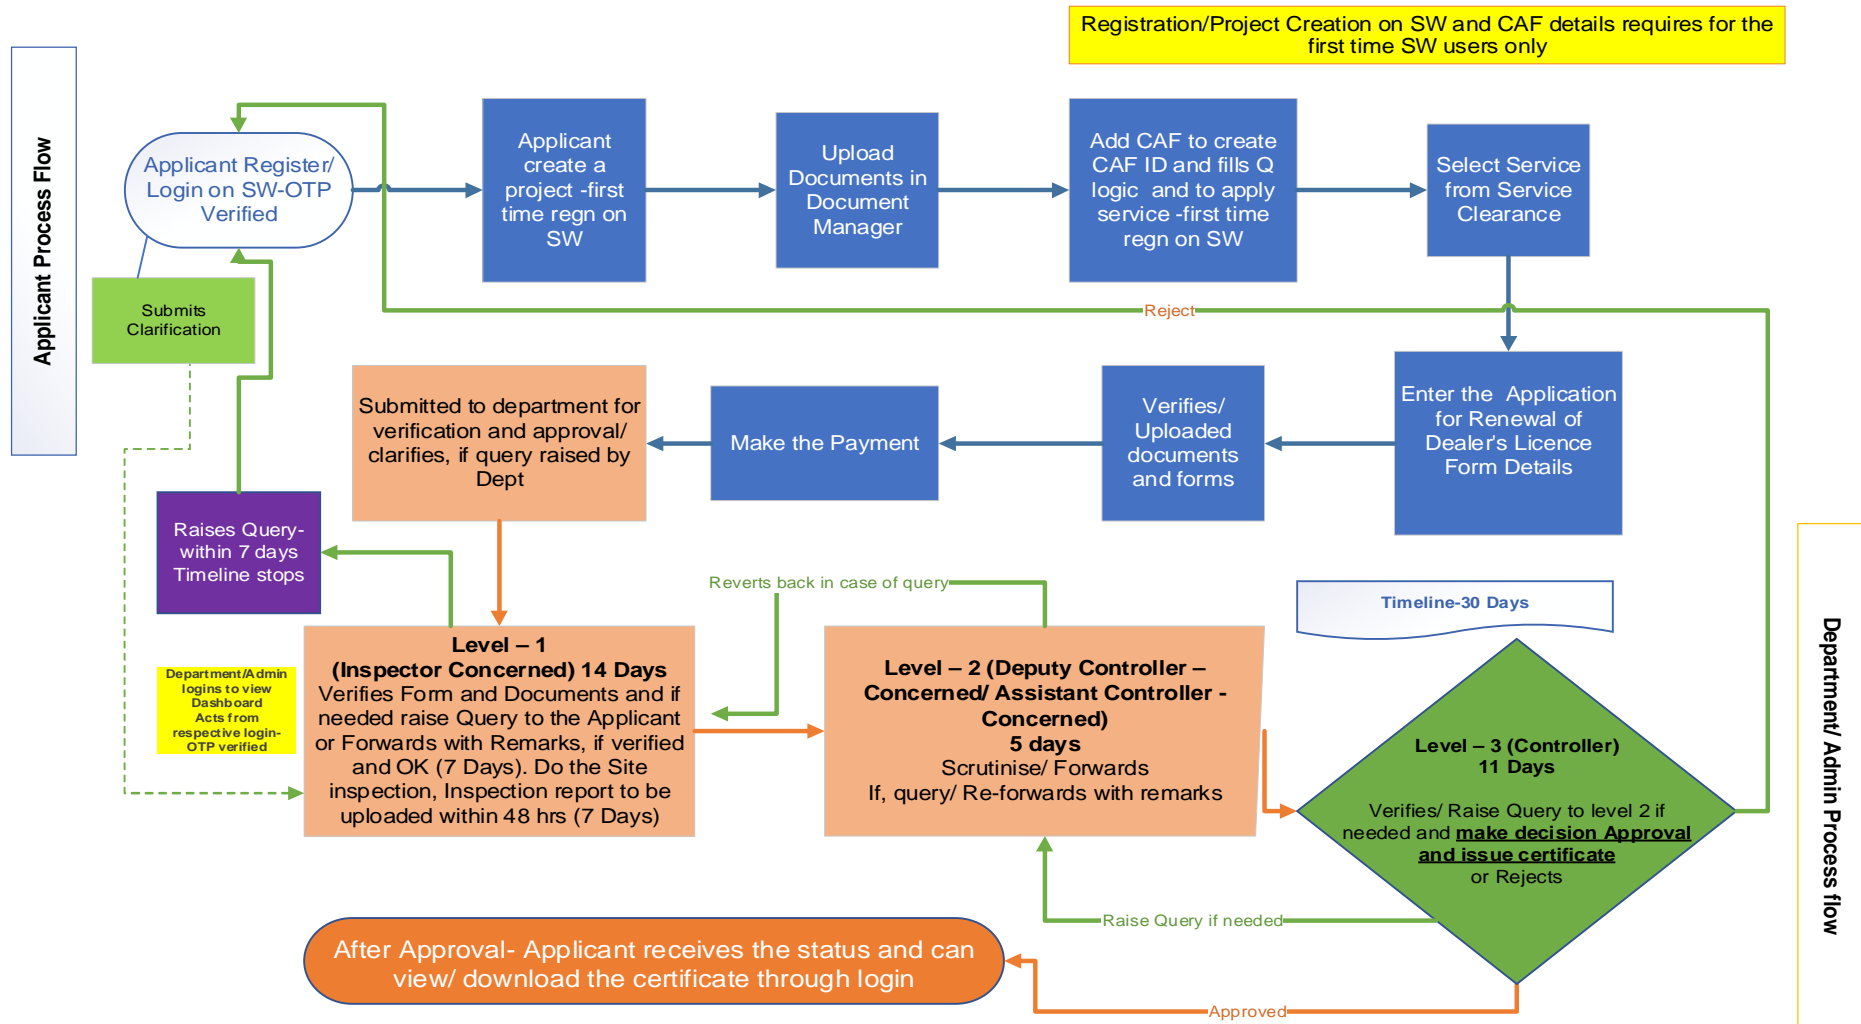 Registration/Project Creation on SW and CAF details requires for the
first time SW users only
Applicant Process Flow
Applicant Register/
Login on SW-OTP
Verified
Applicant
create a
project -first
time regn on
SW
Upload
Documents in
Document
Manager
Add CAF to create
CAF ID and fills Q
logic and to apply
service -first time
regn on SW
Select Service
from Service
Clearance
Submits
Clarification
Reject
Submitted to department for
verification and approval/
clarifies, if query raised by
Dept
Make the Payment
Verifies/
Uploaded
documents
and forms
Enter the Application
for Renewal of
Dealer's Licence
Form Details
Raises Query-
within 7 days
Timeline stops
Reverts back in case of query
Timeline-30 Days
Department/Admin
logins to view
Dashboard
Acts from
respective login-
OTP verified
Level – 1
(Inspector Concerned) 14 Days
Verifies Form and Documents and if
needed raise Query to the Applicant
or Forwards with Remarks, if verified
and OK (7 Days). Do the Site
inspection, Inspection report to be
uploaded within 48 hrs (7 Days)
Level – 2 (Deputy Controller –
Concerned/ Assistant Controller -
Concerned)
5 days
Scrutinise/ Forwards
If, query/ Re-forwards with remarks
Level – 3 (Controller)
11 Days
Verifies/ Raise Query to level 2 if
needed and make decision Approval
and issue certificate
or Rejects
Department/ Admin Process flow
Raise Query if needed
After Approval- Applicant receives the status and can
view/ download the certificate through login
Approved